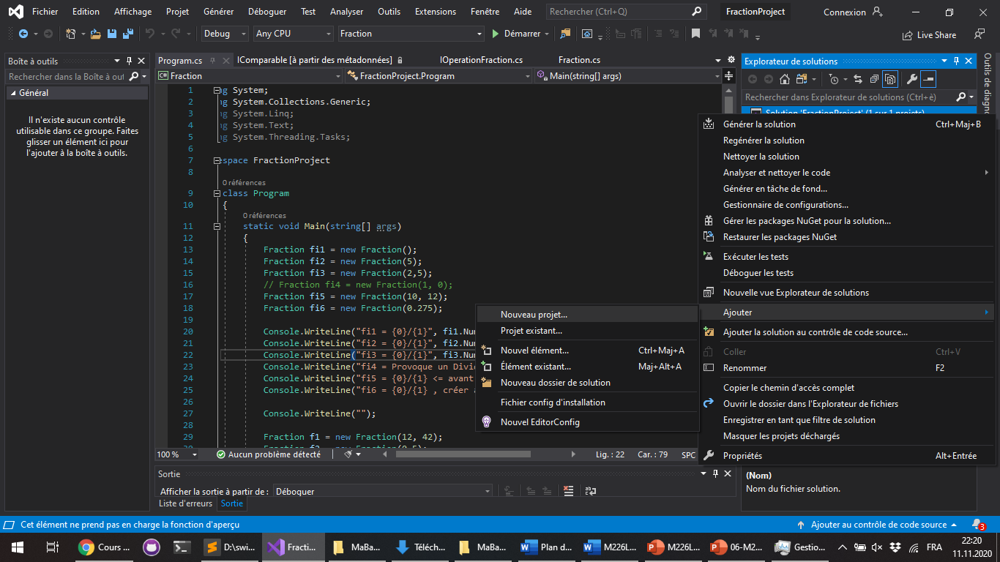 Fichier Edition Affichage Projet Générer Déboguer Test Analyser Outils Extensions Fenêtre Aide Rechercher (Ctrl+Q) FractionProject Connexion
Debug Any CPU Fraction Démarrer Live Share
Boîte à outils
Rechercher dans la Boîte à out
Général
Il n'existe aucun contrôle
utilisable dans ce groupe. Faites
glisser un élément ici pour
l'ajouter à la boîte à outils.
Program.cs IComparable [à partir des métadonnées] IOperationFraction.cs Fraction.cs
C# Fraction FractionProject.Program Main(string[] args)
1 g System;
2 g System.Collections.Generic;
3 g System.Linq;
4 g System.Text;
5 g System.Threading.Tasks;
6
7 espace FractionProject
8
0 références
9 class Program
10 {
0 références
11 static void Main(string[] args)
12 {
13 Fraction fi1 = new Fraction();
14 Fraction fi2 = new Fraction(5);
15 Fraction fi3 = new Fraction(2,5);
16 // Fraction fi4 = new Fraction(1, 0);
17 Fraction fi5 = new Fraction(10, 12);
18 Fraction fi6 = new Fraction(0.275);
19
20 Console.WriteLine("fi1 = {0}/{1}", fi1.Nu
21 Console.WriteLine("fi2 = {0}/{1}", fi2.Nu
22 Console.WriteLine("fi3 = {0}/{1}", fi3.Nu
23 Console.WriteLine("fi4 = Provoque un Divi
24 Console.WriteLine("fi5 = {0}/{1} <= avant
25 Console.WriteLine("fi6 = {0}/{1} , créer
26
27 Console.WriteLine("");
28
29 Fraction f1 = new Fraction(12, 42);
100 % Aucun problème détecté Lig. : 22 Car. : 79 SPC
Sortie
Afficher la sortie à partir de : Déboguer
Liste d'erreurs Sortie
Explorateur de solutions
Rechercher dans Explorateur de solutions (Ctrl+è)
Solution 'FractionProject' (1 sur 1 projets)
Outils de diagn
Générer la solution Ctrl+Maj+B
Regénérer la solution
Nettoyer la solution
Analyser et nettoyer le code
Générer en tâche de fond...
Gestionnaire de configurations...
Gérer les packages NuGet pour la solution...
Restaurer les packages NuGet
Exécuter les tests
Déboguer les tests
Nouvelle vue Explorateur de solutions
Ajouter
Ajouter la solution au contrôle de code source...
Coller Ctrl+V
Renommer F2
Copier le chemin d'accès complet
Ouvrir le dossier dans l'Explorateur de fichiers
Enregistrer en tant que filtre de solution
Masquer les projets déchargés
Propriétés Alt+Entrée
Nouveau projet...
Projet existant...
Nouvel élément... Ctrl+Maj+A
Élément existant... Maj+Alt+A
Nouveau dossier de solution
Fichier config d'installation
Nouvel EditorConfig
(Nom)
Nom du fichier solution.
Cet élément ne prend pas en charge la fonction d'aperçu Ajouter au contrôle de code source 3
Cours ... D:\swi... Fracti... MaBa... Téléch... MaBa... Plan d... M226L... M226L... 06-M2... Gestio... FRA 22:20
11.11.2020